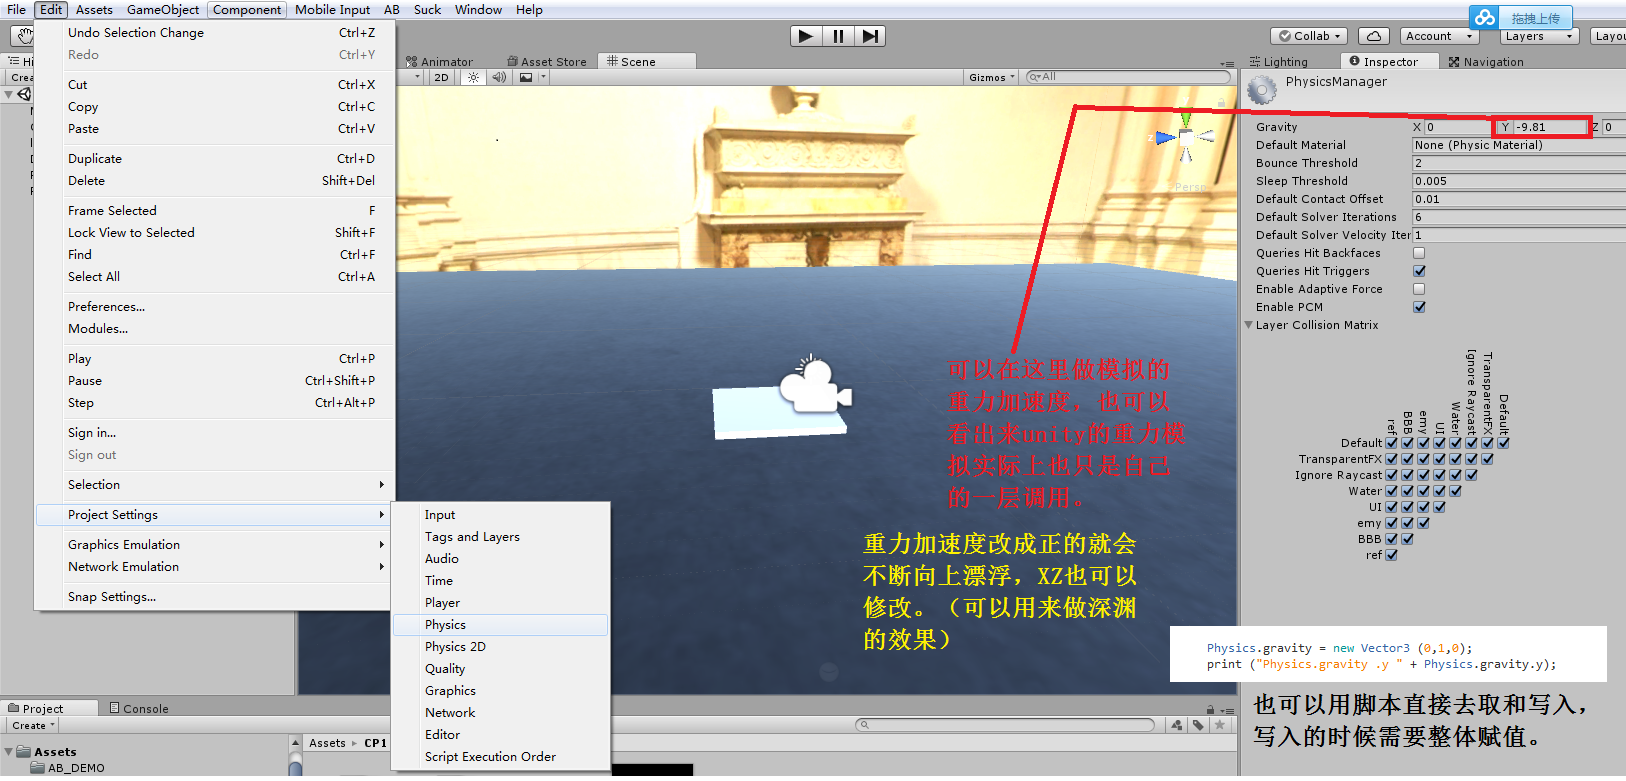 File Edit Assets GameObject Component Mobile Input AB Suck Window Help
拖拽上传
Undo Selection Change Ctrl+Z
Redo Ctrl+Y
Cut Ctrl+X
Copy Ctrl+C
Paste Ctrl+V
Duplicate Ctrl+D
Delete Shift+Del
Frame Selected F
Lock View to Selected Shift+F
Find Ctrl+F
Select All Ctrl+A
Preferences...
Modules...
Play Ctrl+P
Pause Ctrl+Shift+P
Step Ctrl+Alt+P
Sign in...
Sign out
Selection
Project Settings
Graphics Emulation
Network Emulation
Snap Settings...
Input
Tags and Layers
Audio
Time
Player
Physics
Physics 2D
Quality
Graphics
Network
Editor
Script Execution Order
Collab Account Layers Layou
Animator Asset Store Scene
2D Gizmos All
Persp
可以在这里做模拟的
重力加速度，也可以
看出来unity的重力模
拟实际上也只是自己
的一层调用。
重力加速度改成正的就会
不断向上漂浮，XZ也可以
修改。（可以用来做深渊
的效果）
Lighting Inspector Navigation
PhysicsManager
Gravity X 0 Y -9.81 Z 0
Default Material None (Physic Material)
Bounce Threshold 2
Sleep Threshold 0.005
Default Contact Offset 0.01
Default Solver Iterations 6
Default Solver Velocity Iter 1
Queries Hit Backfaces
Queries Hit Triggers
Enable Adaptive Force
Enable PCM
Layer Collision Matrix
ref BBB emy UI Water Ignore Raycast TransparentFX Default
Default
TransparentFX
Ignore Raycast
Water
UI
emy
BBB
ref
Physics.gravity = new Vector3 (0,1,0);
print ("Physics.gravity .y " + Physics.gravity.y);
也可以用脚本直接去取和写入，
写入的时候需要整体赋值。
Project Console
Create
Assets
AB_DEMO
Assets CP1